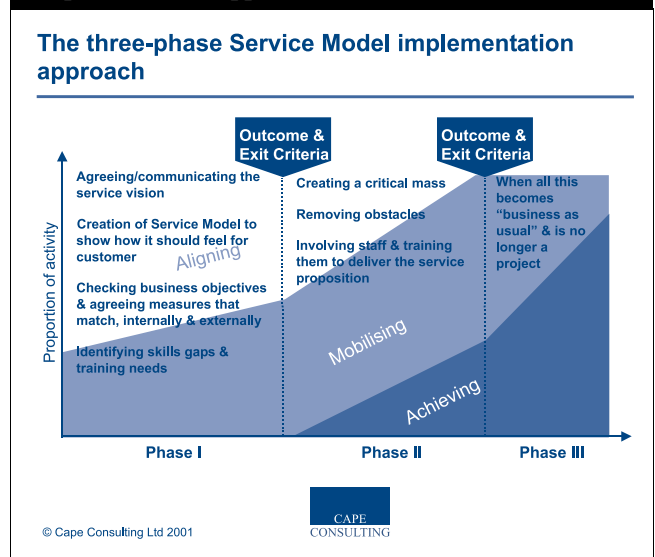 The three-phase Service Model implementation
approach
Outcome &
Exit Criteria
Outcome &
Exit Criteria
Proportion of activity
Agreeing/communicating the
service vision
Creation of Service Model to
show how it should feel for
customer
Aligning
Checking business objectives
& agreeing measures that
match, internally & externally
Identifying skills gaps &
training needs
Creating a critical mass
Removing obstacles
Involving staff & training
them to deliver the service
proposition
Mobilising
Achieving
When all this
becomes
“business as
usual” & is no
longer a
project
Phase I
Phase II
Phase III
© Cape Consulting Ltd 2001
CAPE
CONSULTING